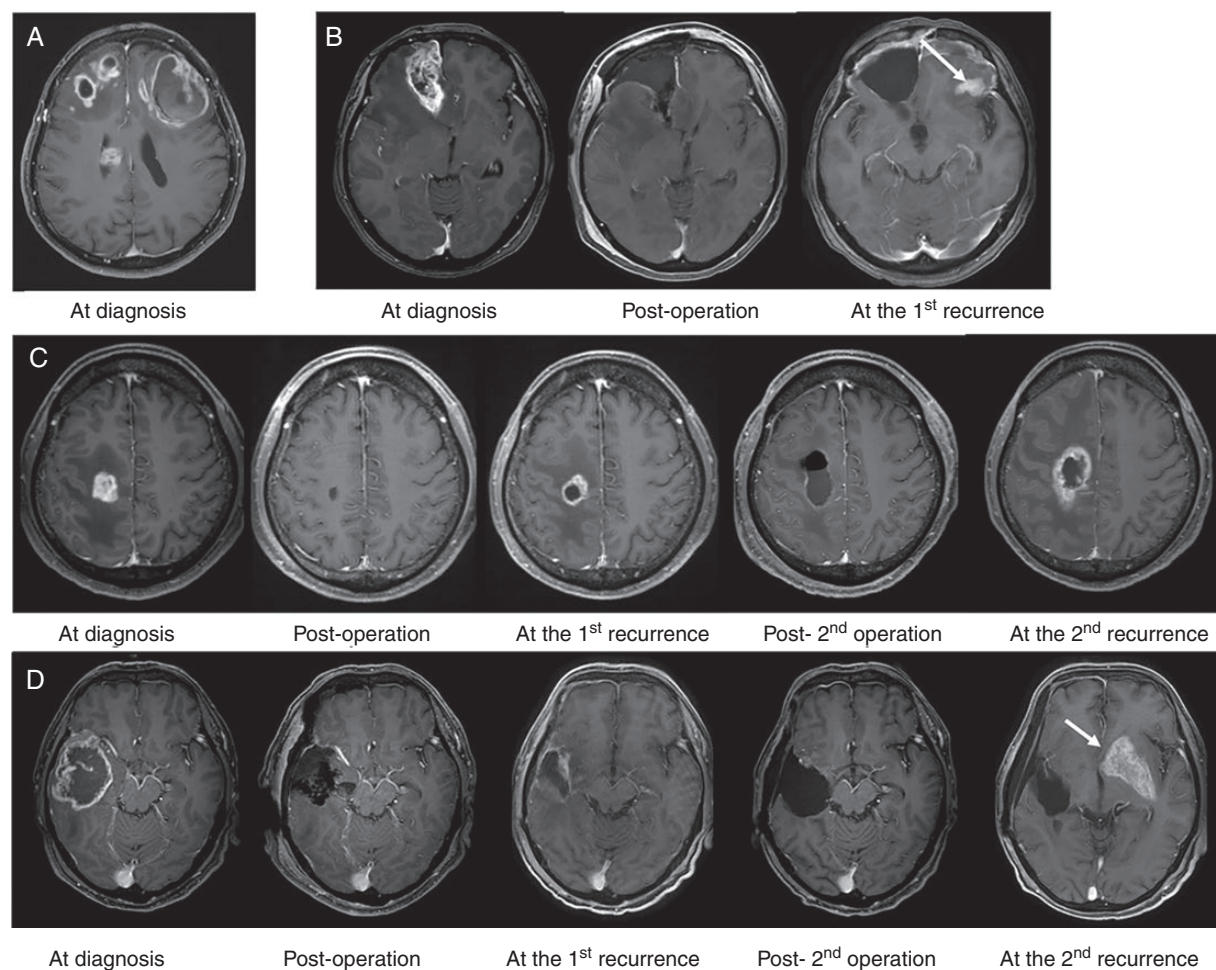 A
B
At diagnosis
At diagnosis
Post-operation
At the 1st recurrence
C
At diagnosis
Post-operation
At the 1st recurrence
Post- 2nd operation
At the 2nd recurrence
D
At diagnosis
Post-operation
At the 1st recurrence
Post- 2nd operation
At the 2nd recurrence